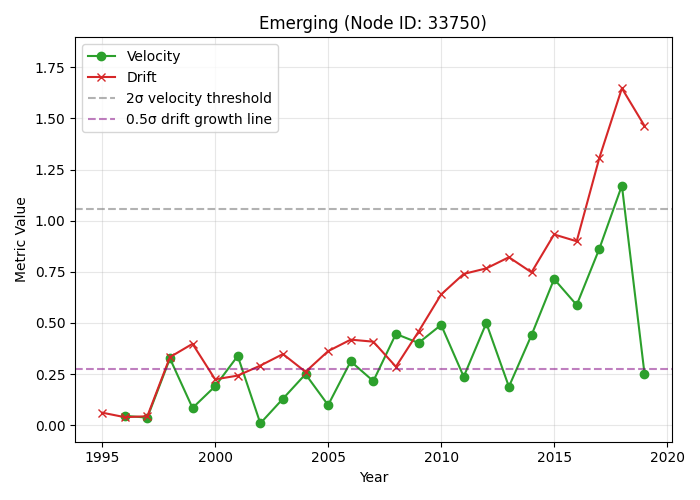 Emerging (Node ID: 33750)
Velocity
Drift
2σ velocity threshold
0.5σ drift growth line
Metric Value
1.75
1.50
1.25
1.00
0.75
0.50
0.25
0.00
1995
2000
2005
2010
2015
2020
Year